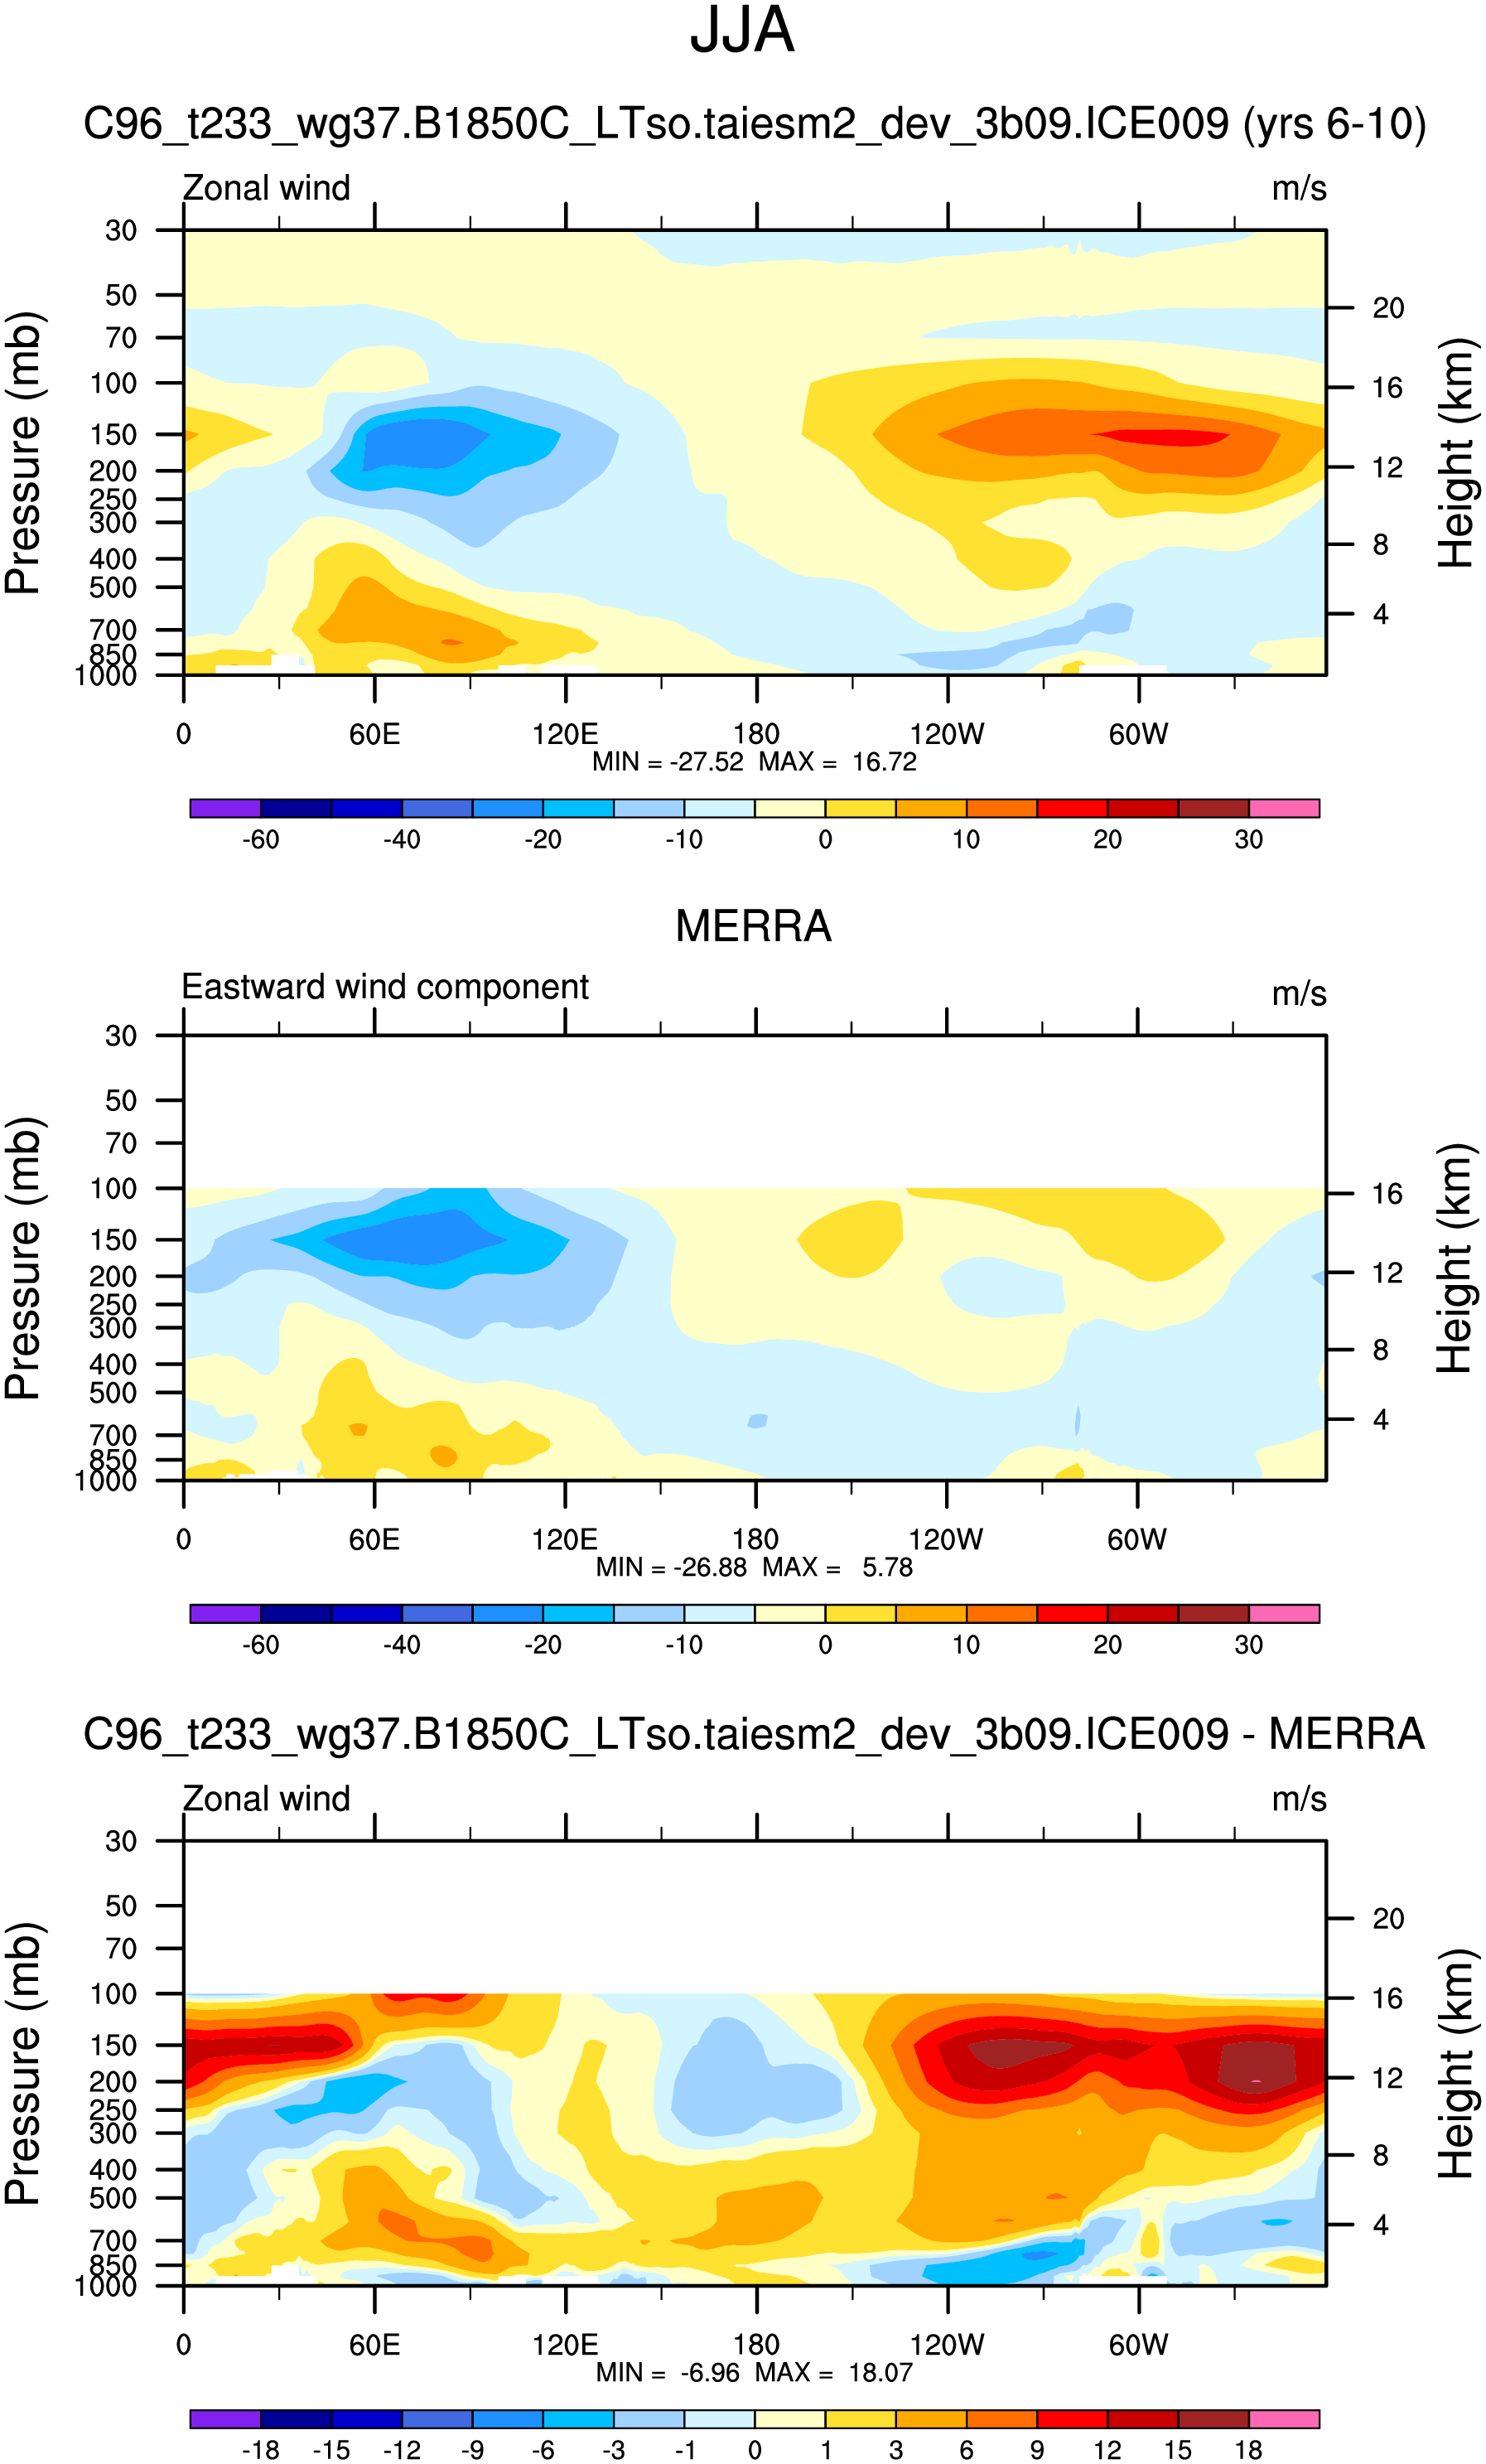 JJA
C96_t233_wg37.B1850C_LTso.taiesm2_dev_3b09.ICE009 (yrs 6-10)
Zonal wind m/s
Pressure (mb)
30
50
70
100
150
200
250
300
400
500
700
850
1000
20
16
12
8
4
Height (km)
0 60E 120E 180 120W 60W
MIN = -27.52 MAX = 16.72
-60 -40 -20 -10 0 10 20 30
MERRA
Eastward wind component m/s
Pressure (mb)
30
50
70
100
150
200
250
300
400
500
700
850
1000
16
12
8
4
Height (km)
0 60E 120E 180 120W 60W
MIN = -26.88 MAX = 5.78
-60 -40 -20 -10 0 10 20 30
C96_t233_wg37.B1850C_LTso.taiesm2_dev_3b09.ICE009 - MERRA
Zonal wind m/s
Pressure (mb)
30
50
70
100
150
200
250
300
400
500
700
850
1000
20
16
12
8
4
Height (km)
0 60E 120E 180 120W 60W
MIN = -6.96 MAX = 18.07
-18 -15 -12 -9 -6 -3 -1 0 1 3 6 9 12 15 18